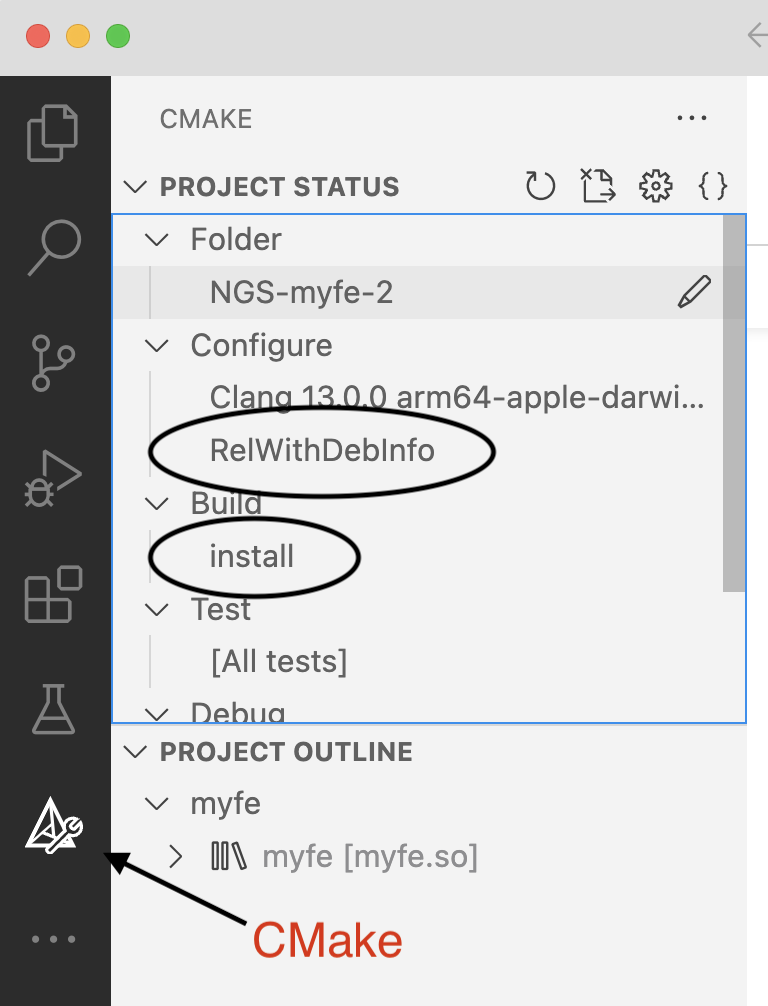 CMAKE
PROJECT STATUS
Folder
NGS-myfe-2
Configure
Clang 13.0.0 arm64-apple-darwi...
RelWithDebInfo
Build
install
Test
[All tests]
Debug
PROJECT OUTLINE
myfe
myfe [myfe.so]
CMake